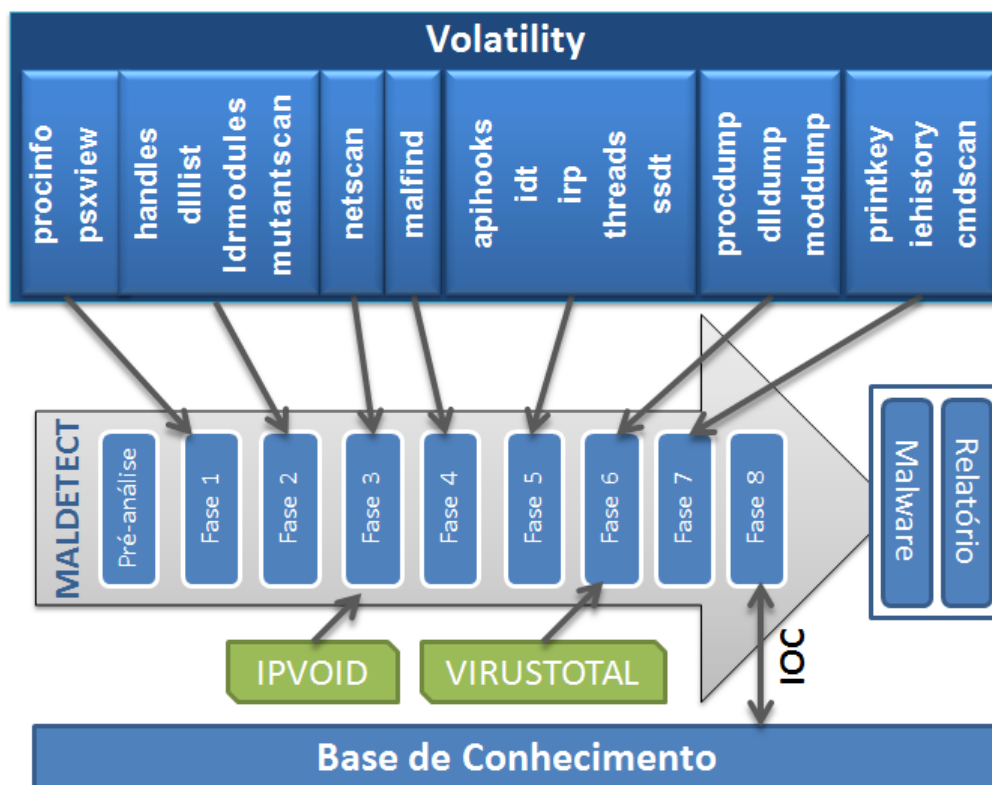 Volatility
procinfo
psxview
handles
dlllist
ldrmodules
mutantscan
netscan
malfind
apihooks
idt
irp
threads
ssdt
procdump
dlldump
moddump
printkey
iehistory
cmdscan
MALDETECT
Pré-análise
Fase 1
Fase 2
Fase 3
Fase 4
Fase 5
Fase 6
Fase 7
Fase 8
Malware
Relatório
IPVOID
VIRUSTOTAL
IOC
Base de Conhecimento